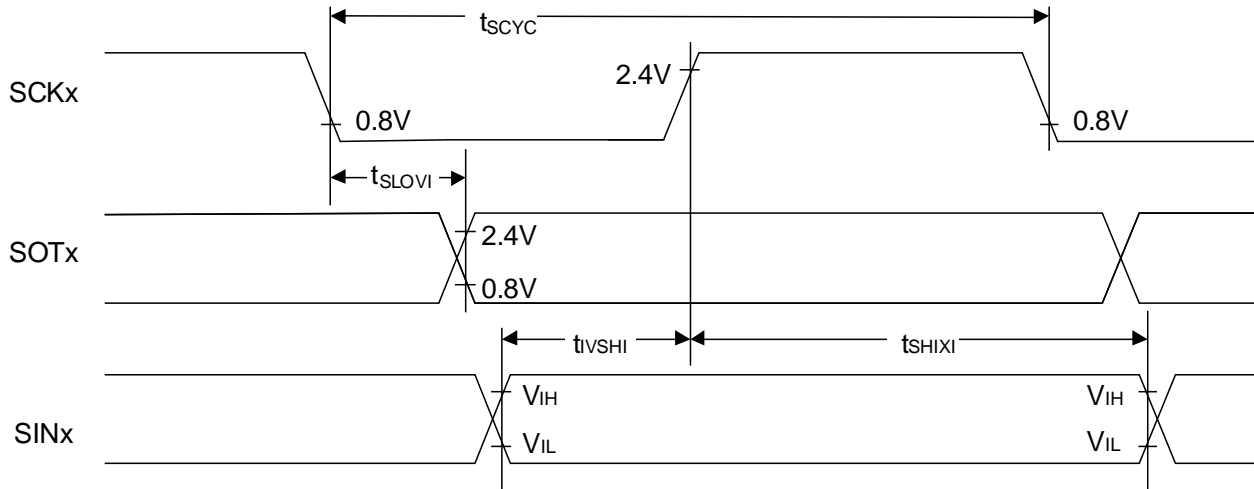 tSCYC
SCKx
2.4V
0.8V
0.8V
tSLOVI
SOTx
2.4V
0.8V
tIVSHI
tSHIXI
SINx
VIH
VIH
VIL
VIL